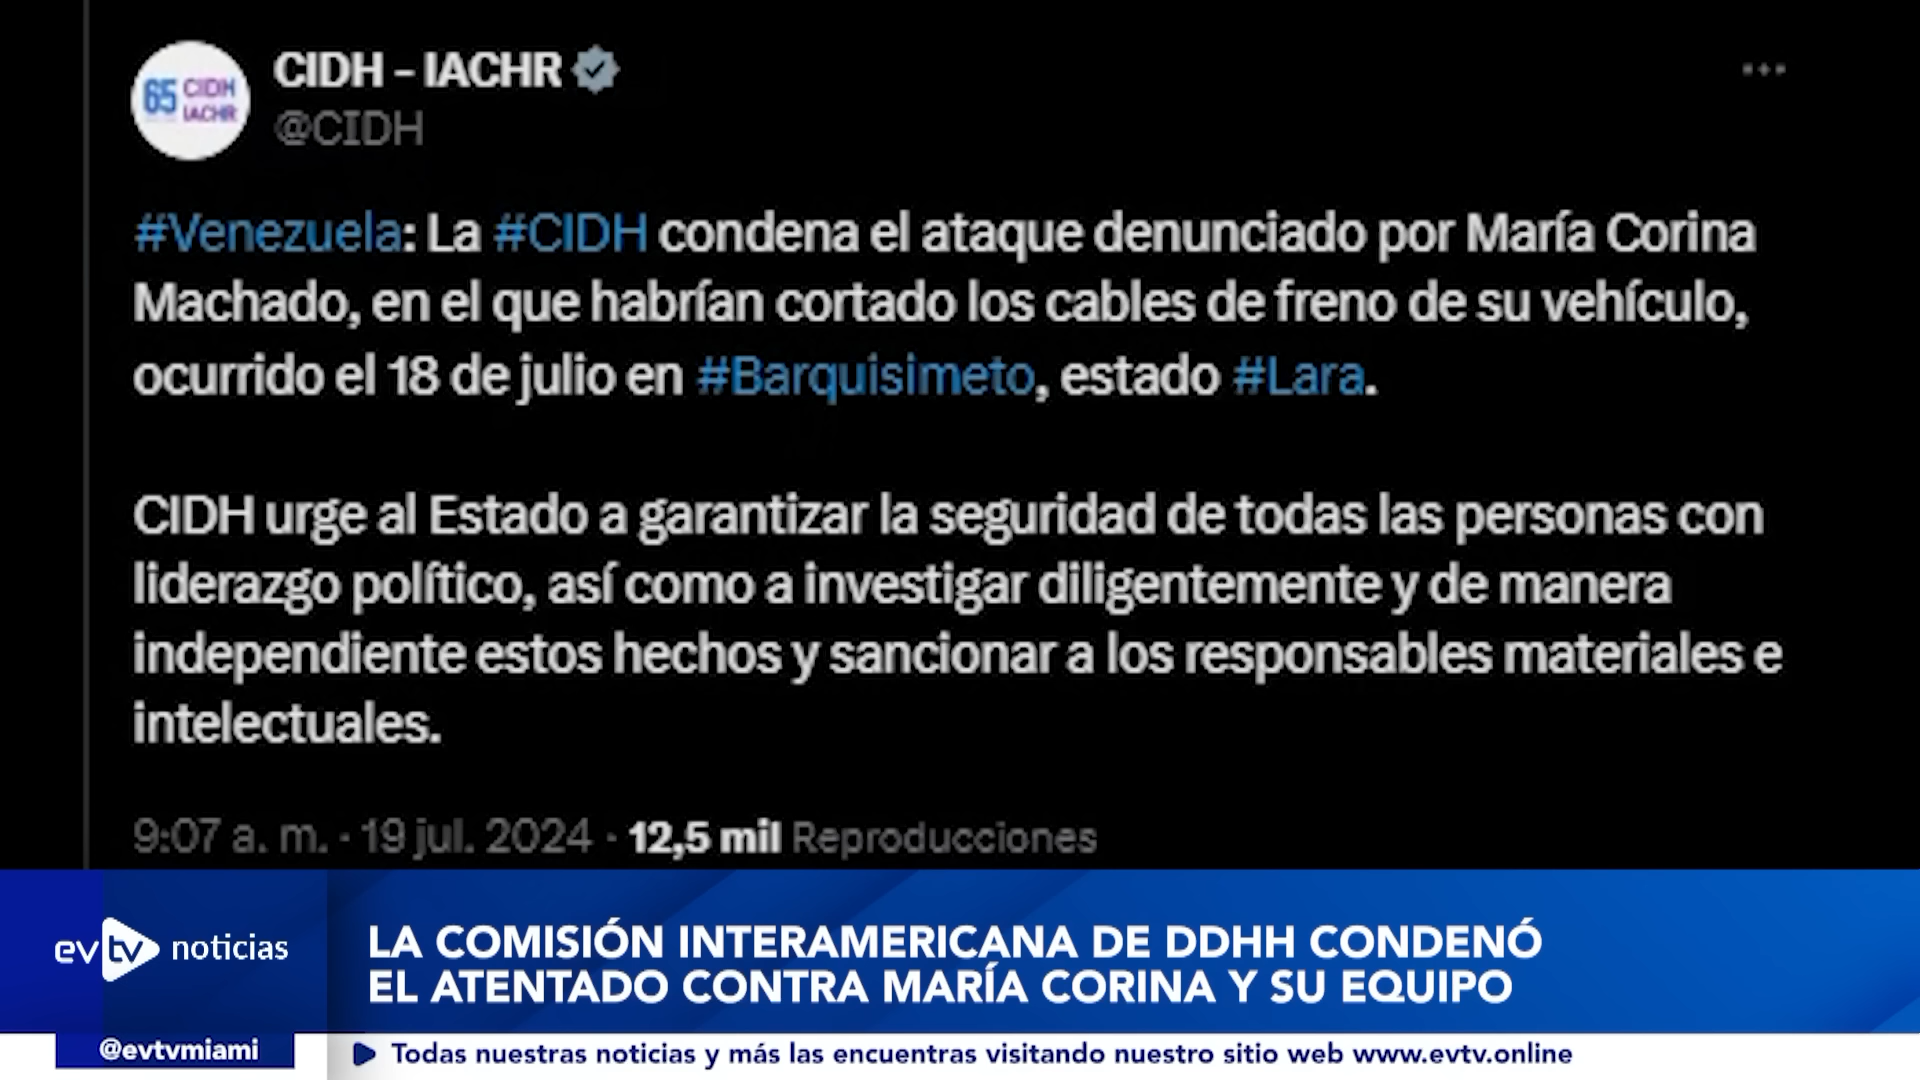 65 CIDH
IACHR
CIDH – IACHR
@CIDH
#Venezuela: La #CIDH condena el ataque denunciado por María Corina
Machado, en el que habrían cortado los cables de freno de su vehículo,
ocurrido el 18 de julio en #Barquisimeto, estado #Lara.
CIDH urge al Estado a garantizar la seguridad de todas las personas con
liderazgo político, así como a investigar diligentemente y de manera
independiente estos hechos y sancionar a los responsables materiales e
intelectuales.
9:07 a. m. · 19 jul. 2024 · 12,5 mil Reproducciones
evtv noticias
LA COMISIÓN INTERAMERICANA DE DDHH CONDENÓ
EL ATENTADO CONTRA MARÍA CORINA Y SU EQUIPO
@evtvmiami
Todas nuestras noticias y más las encuentras visitando nuestro sitio web www.evtv.online